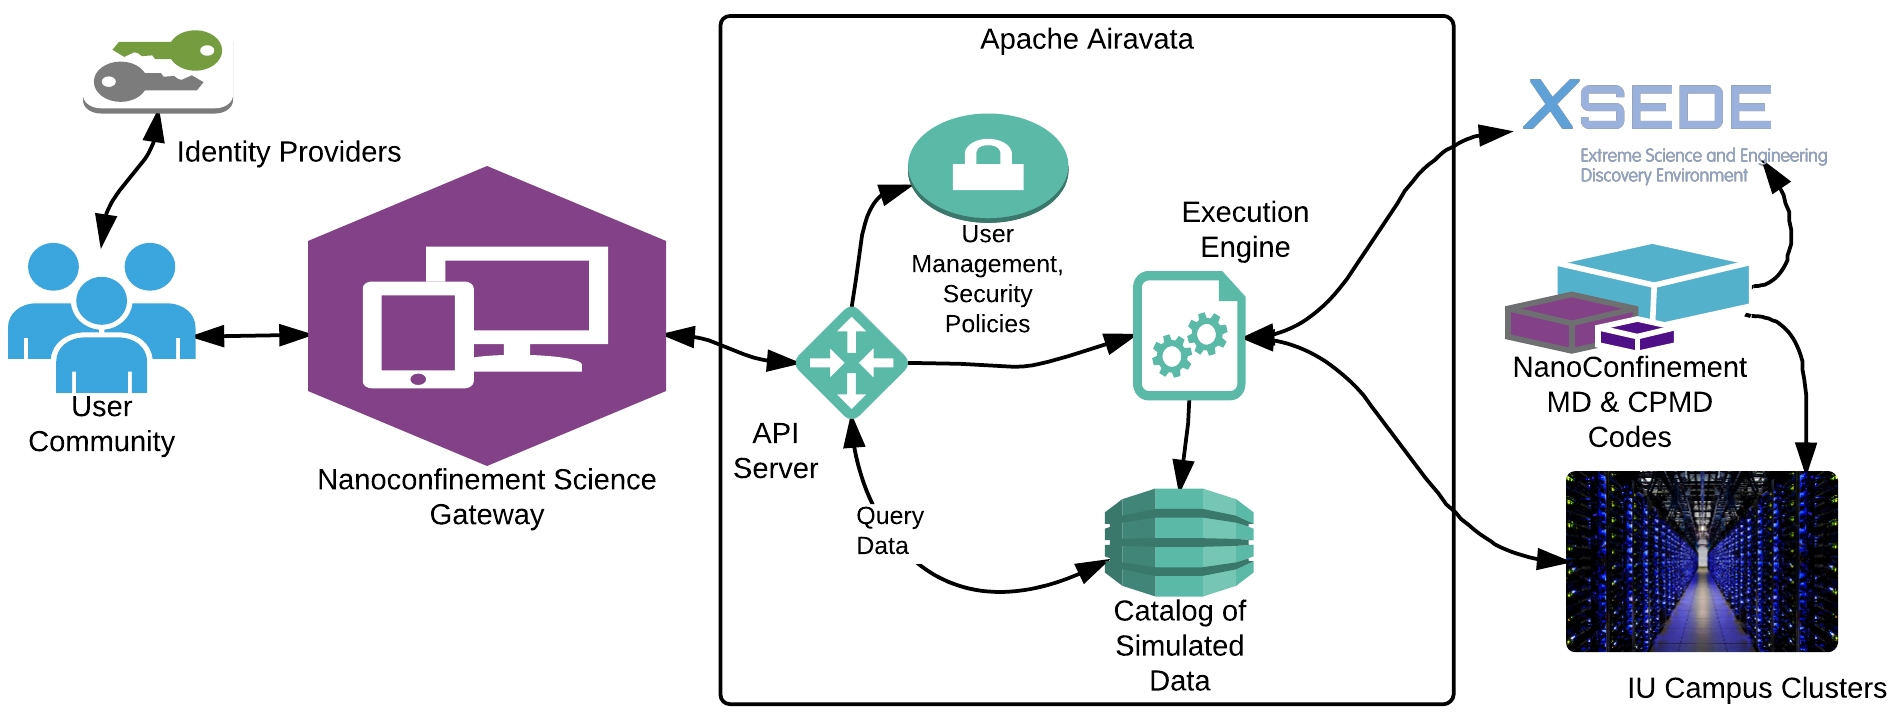 Apache Airavata
Identity Providers
User
Community
Nanoconfinement Science
Gateway
API
Server
User
Management,
Security
Policies
Execution
Engine
Query
Data
Catalog of
Simulated
Data
XSEDE
Extreme Science and Engineering
Discovery Environment
NanoConfinement
MD & CPMD
Codes
IU Campus Clusters